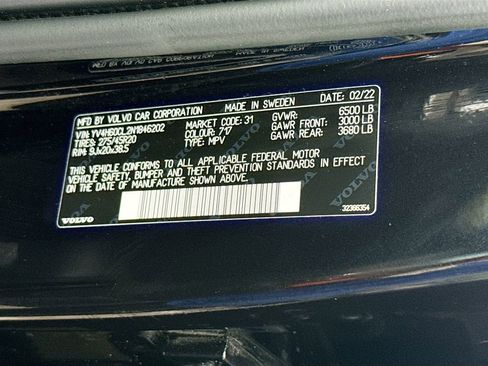 MFD BY VOLVO CAR CORPORATION MADE IN SWEDEN DATE: 02/22
VIN: YV4H60CL2N1846202 MARKET CODE: 31 GVWR: 6500 LB
TIRES: 275/45R20 COLOUR: 717 GAWR FRONT: 3000 LB
RIM: 9Jx20x38.5 TYPE: MPV GAWR REAR: 3680 LB
THIS VEHICLE CONFORMS TO ALL APPLICABLE FEDERAL MOTOR
VEHICLE SAFETY, BUMPER, AND THEFT PREVENTION STANDARDS
IN EFFECT ON THE DATE OF MANUFACTURE SHOWN ABOVE.
VOLVO 32366354